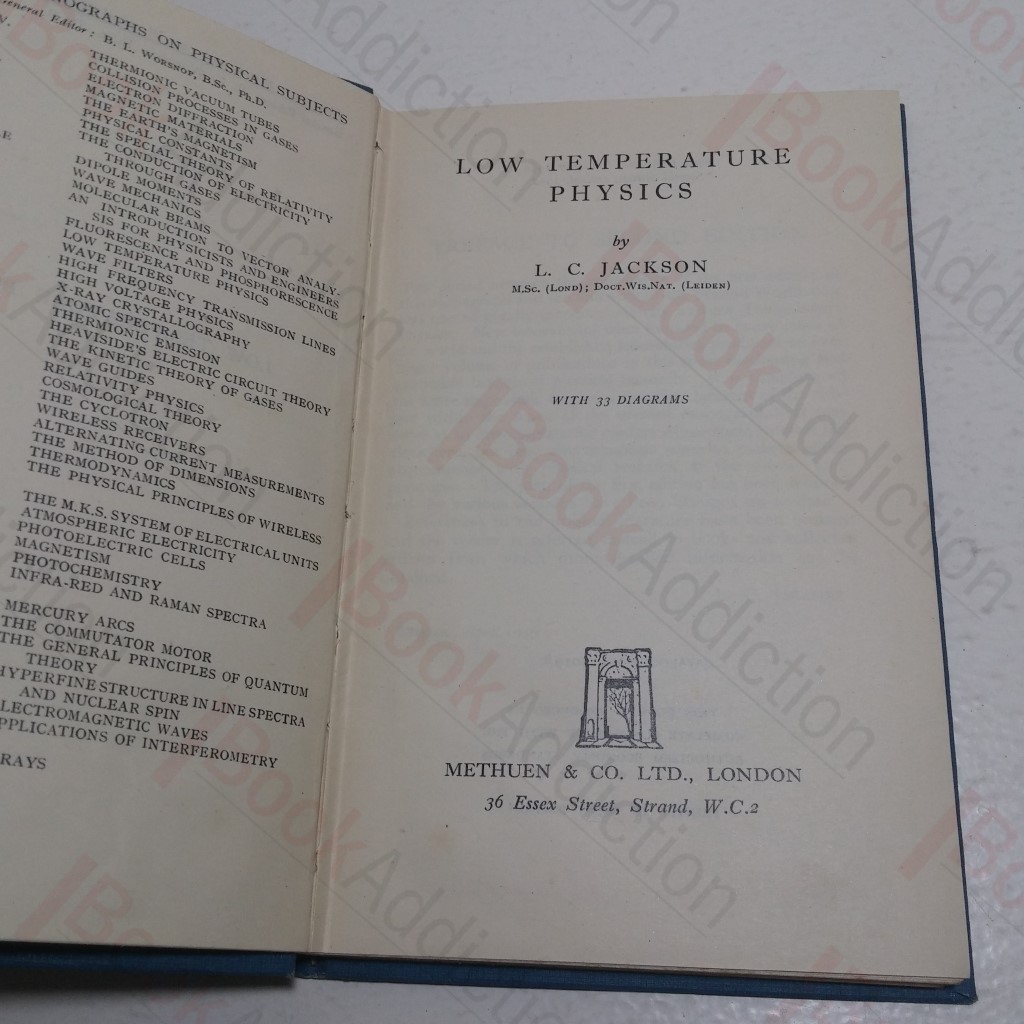 NOGRAPHS ON PHYSICAL SUBJECTS
General Editor: B. L. WORSNOP, B.Sc., Ph.D.
THERMIONIC VACUUM TUBES
COLLISION PROCESSES IN GASES
ELECTRON DIFFRACTION
MAGNETIC MATERIALS
THE EARTH'S MAGNETISM
PHYSICAL CONSTANTS
THE SPECIAL THEORY OF RELATIVITY
THE CONDUCTION OF ELECTRICITY
THROUGH GASES
DIPOLE MOMENTS
WAVE MECHANICS
MOLECULAR BEAMS
AN INTRODUCTION TO VECTOR ANALY-
SIS FOR PHYSICISTS AND ENGINEERS
FLUORESCENCE AND PHOSPHORESCENCE
LOW TEMPERATURE PHYSICS
WAVE FILTERS
HIGH FREQUENCY TRANSMISSION LINES
HIGH VOLTAGE PHYSICS
X-RAY CRYSTALLOGRAPHY
ATOMIC SPECTRA
THERMIONIC EMISSION
HEAVISIDE'S ELECTRIC CIRCUIT THEORY
THE KINETIC THEORY OF GASES
WAVE GUIDES
RELATIVITY PHYSICS
COSMOLOGICAL THEORY
THE CYCLOTRON
WIRELESS RECEIVERS
ALTERNATING CURRENT MEASUREMENTS
THE METHOD OF DIMENSIONS
THERMODYNAMICS
THE PHYSICAL PRINCIPLES OF WIRELESS
THE M.K.S. SYSTEM OF ELECTRICAL UNITS
ATMOSPHERIC ELECTRICITY
PHOTOELECTRIC CELLS
MAGNETISM
PHOTOCHEMISTRY
INFRA-RED AND RAMAN SPECTRA
MERCURY ARCS
THE COMMUTATOR MOTOR
THE GENERAL PRINCIPLES OF QUANTUM
THEORY
HYPERFINE STRUCTURE IN LINE SPECTRA
AND NUCLEAR SPIN
ELECTROMAGNETIC WAVES
APPLICATIONS OF INTERFEROMETRY
RAYS
LOW TEMPERATURE
PHYSICS
by
L. C. JACKSON
M.Sc. (Lond); Doct.Wis.Nat. (Leiden)
WITH 33 DIAGRAMS
METHUEN & CO. LTD., LONDON
36 Essex Street, Strand, W.C.2
BookAddiction